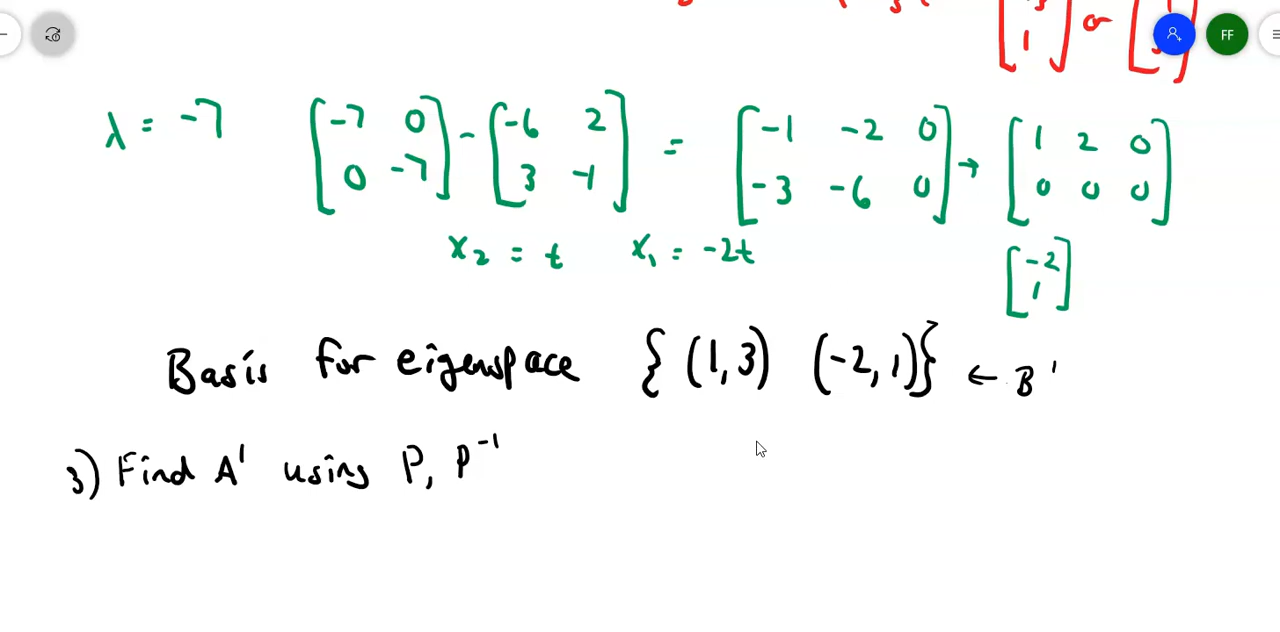 1 or
FF
λ = -7 [-7 0 0 -7] - [-6 2 3 -1] = [-1 -2 0 -3 -6 0] → [1 2 0 0 0 0]
x₂ = t x₁ = -2t [-2 1]
Basis for eigenspace {(1,3) (-2,1)} ← B'
3) Find A' using P, P⁻¹